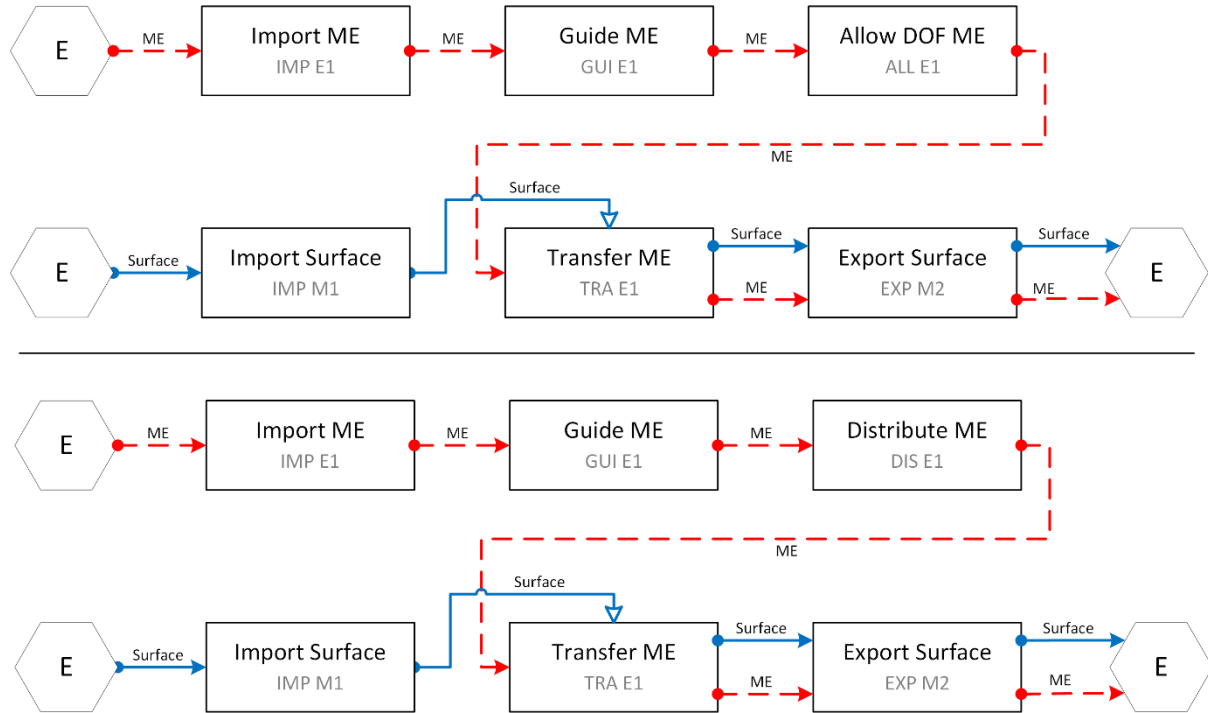 E
ME
Import ME
IMP E1
ME
Guide ME
GUI E1
ME
Allow DOF ME
ALL E1
ME
E
Surface
Import Surface
IMP M1
Surface
Transfer ME
TRA E1
Surface
ME
Export Surface
EXP M2
Surface
ME
E
E
ME
Import ME
IMP E1
ME
Guide ME
GUI E1
ME
Distribute ME
DIS E1
ME
E
Surface
Import Surface
IMP M1
Surface
Transfer ME
TRA E1
Surface
ME
Export Surface
EXP M2
Surface
ME
E